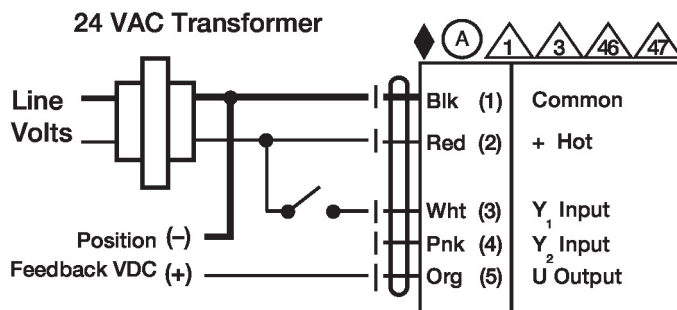 24 VAC Transformer
A 1 3 46 47
Line
Volts
Blk (1) Common
Red (2) + Hot
Wht (3) Y1 Input
Pnk (4) Y2 Input
Org (5) U Output
Position (–)
Feedback VDC (+)